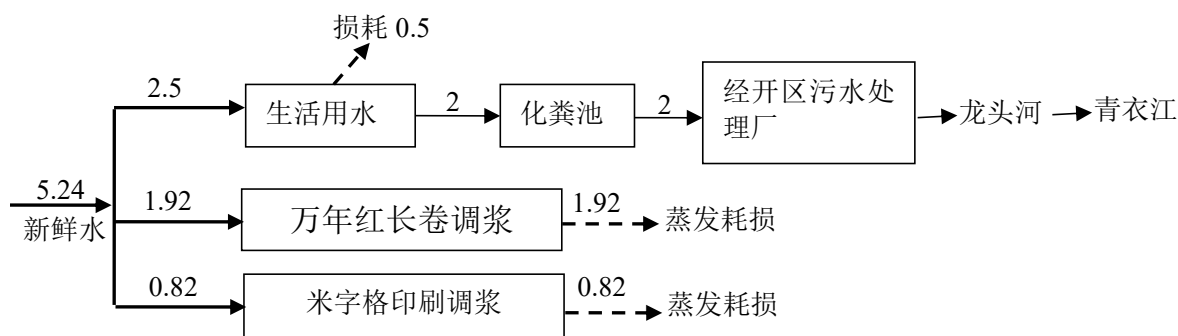 损耗 0.5
2.5
生活用水
2
化粪池
2
经开区污水处
理厂
龙头河
青衣江
5.24
新鲜水
1.92
万年红长卷调浆
1.92
蒸发耗损
0.82
米字格印刷调浆
0.82
蒸发耗损